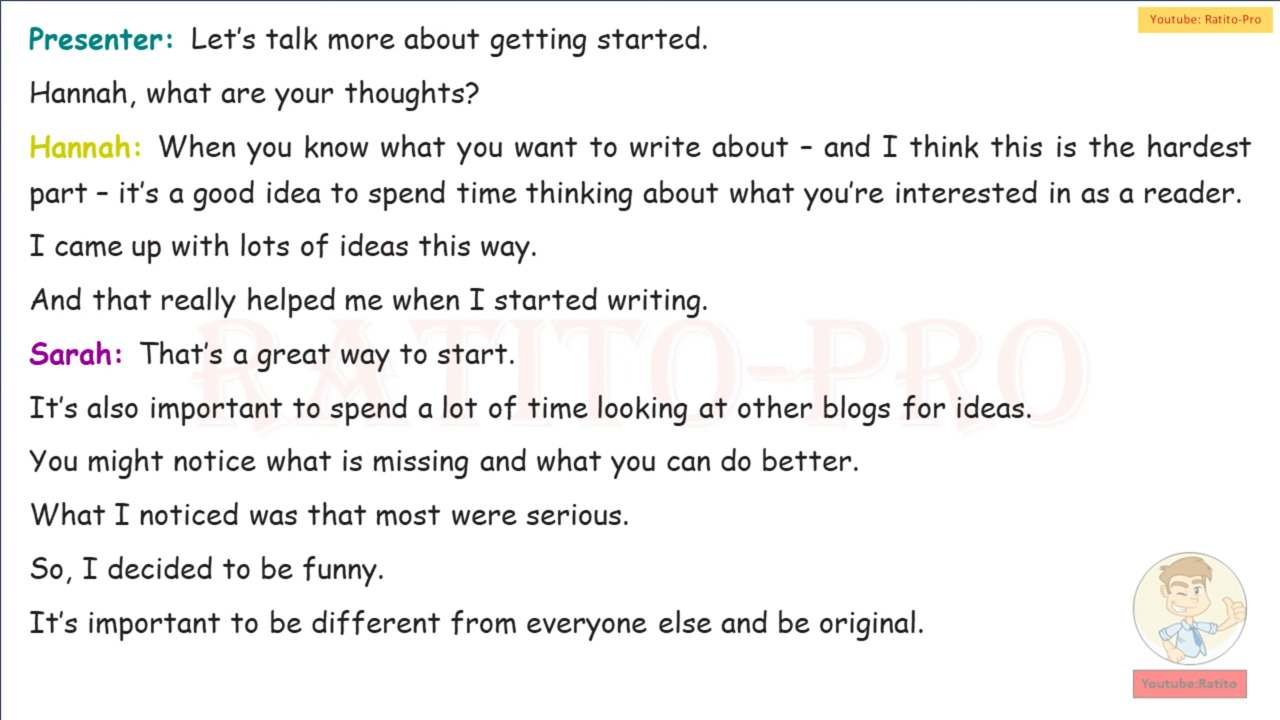 Youtube: Ratito-Pro
Presenter: Let's talk more about getting started.
Hannah, what are your thoughts?
Hannah: When you know what you want to write about – and I think this is the hardest
part – it's a good idea to spend time thinking about what you're interested in as a reader.
I came up with lots of ideas this way.
And that really helped me when I started writing.
RATITO-PRO
Sarah: That's a great way to start.
It's also important to spend a lot of time looking at other blogs for ideas.
You might notice what is missing and what you can do better.
What I noticed was that most were serious.
So, I decided to be funny.
It's important to be different from everyone else and be original.
Youtube:Ratito